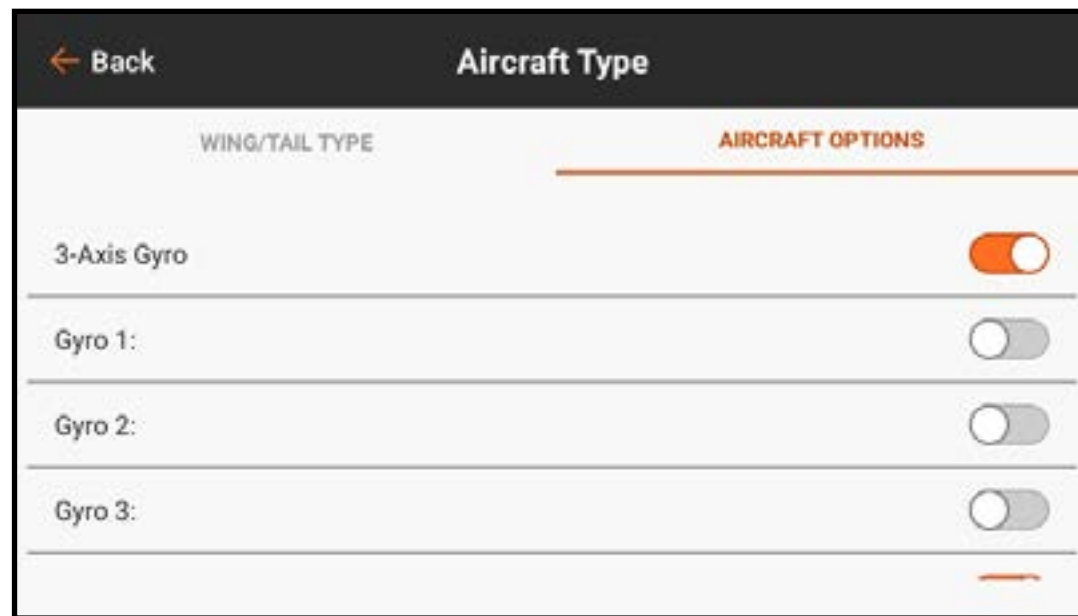 Back
Aircraft Type
WING/TAIL TYPE
AIRCRAFT OPTIONS
3-Axis Gyro
Gyro 1:
Gyro 2:
Gyro 3: